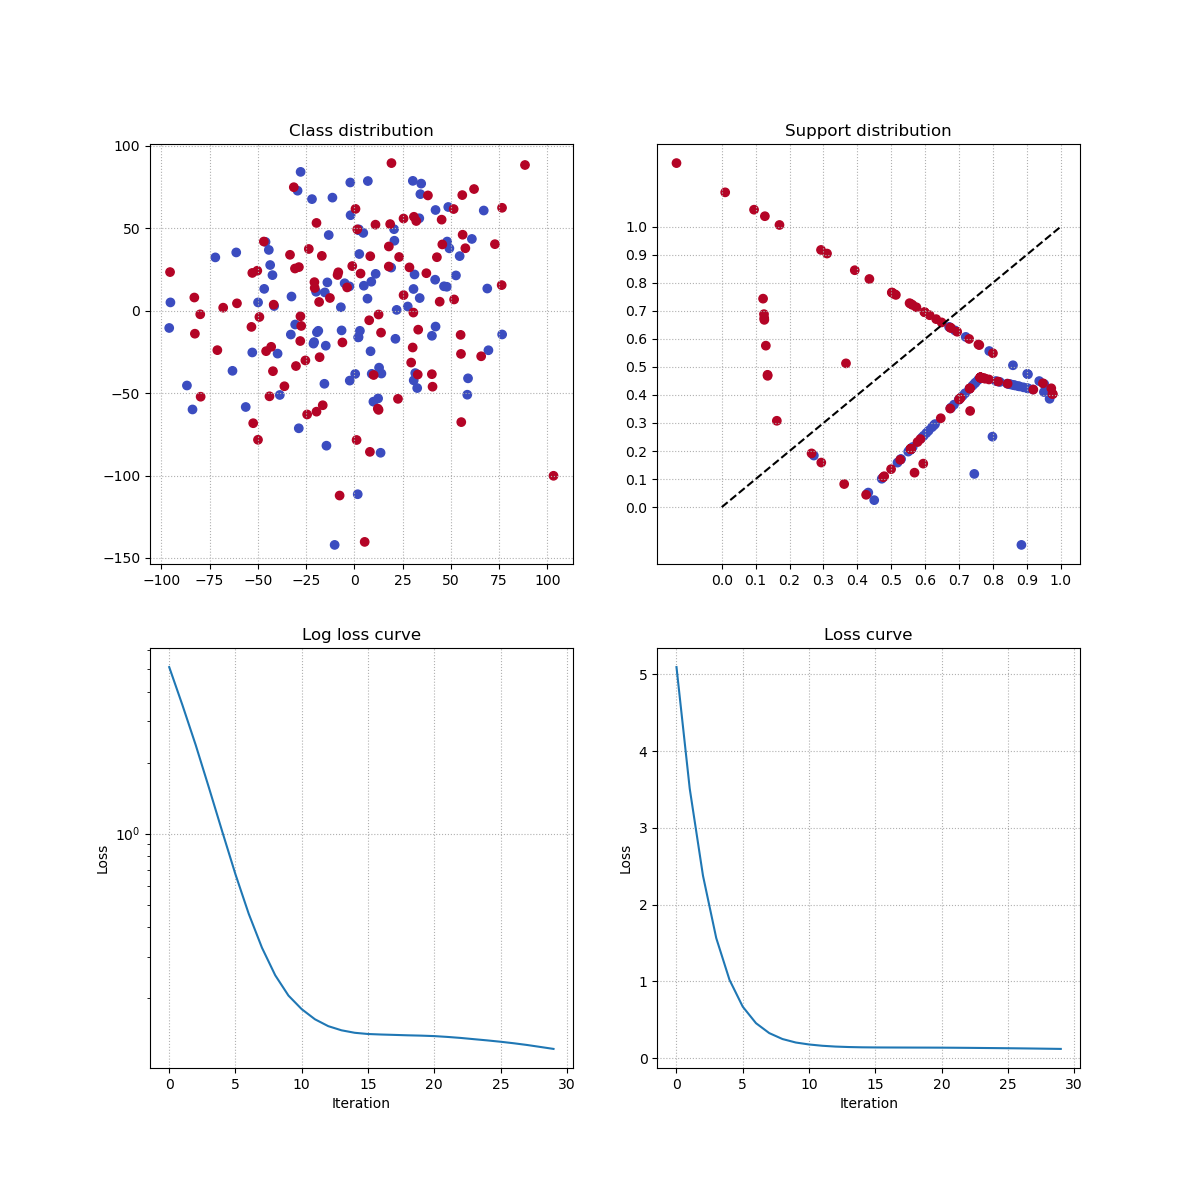 Class distribution
100
50
0
−50
−100
−150
−100 −75 −50 −25 0 25 50 75 100
Support distribution
1.0
0.9
0.8
0.7
0.6
0.5
0.4
0.3
0.2
0.1
0.0
0.0 0.1 0.2 0.3 0.4 0.5 0.6 0.7 0.8 0.9 1.0
Log loss curve
Loss
10⁰
0 5 10 15 20 25 30
Iteration
Loss curve
Loss
5
4
3
2
1
0
0 5 10 15 20 25 30
Iteration